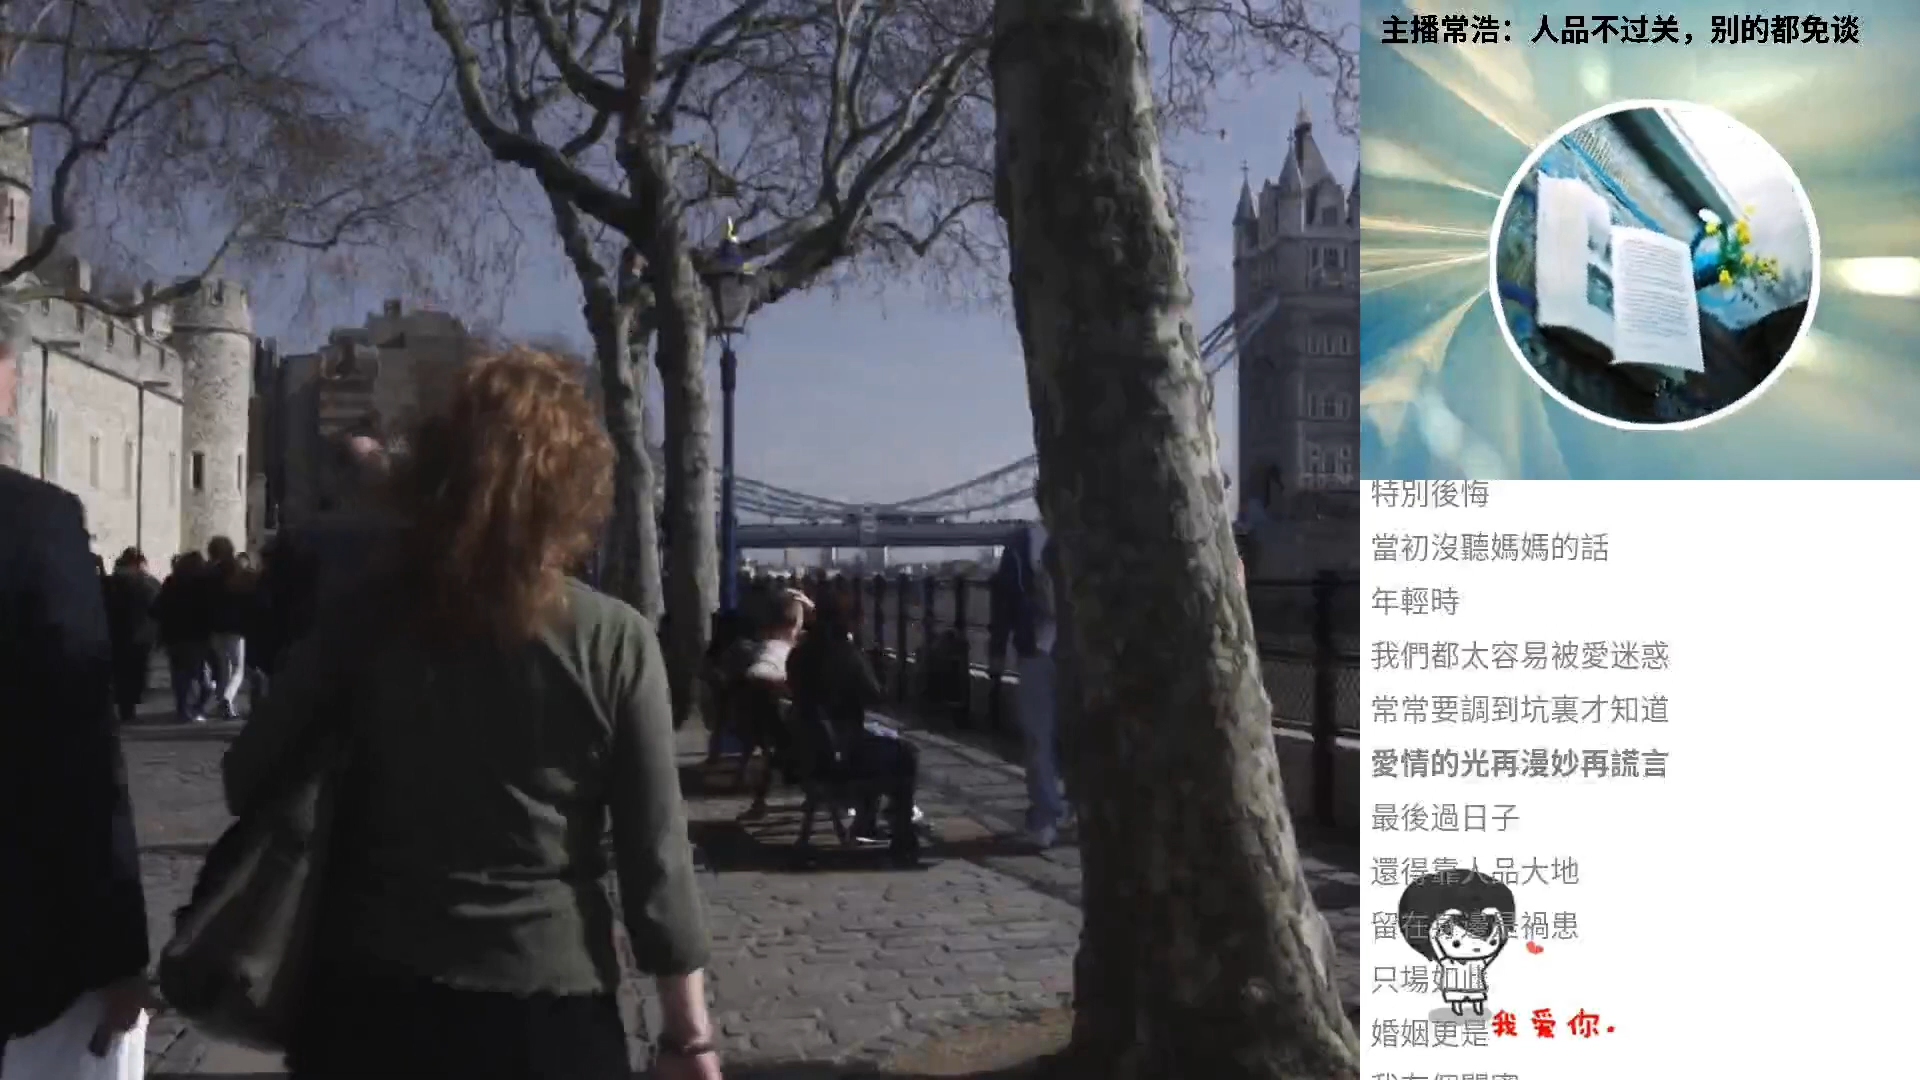 主播常浩：人品不过关，别的都免谈
特別後悔
當初沒聽媽媽的話
年輕時
我們都太容易被愛迷惑
常常要調到坑裏才知道
愛情的光再漫妙再謊言
最後過日子
還得靠人品大地
留在身邊是禍患
只場如此
婚姻更是
我爱你.